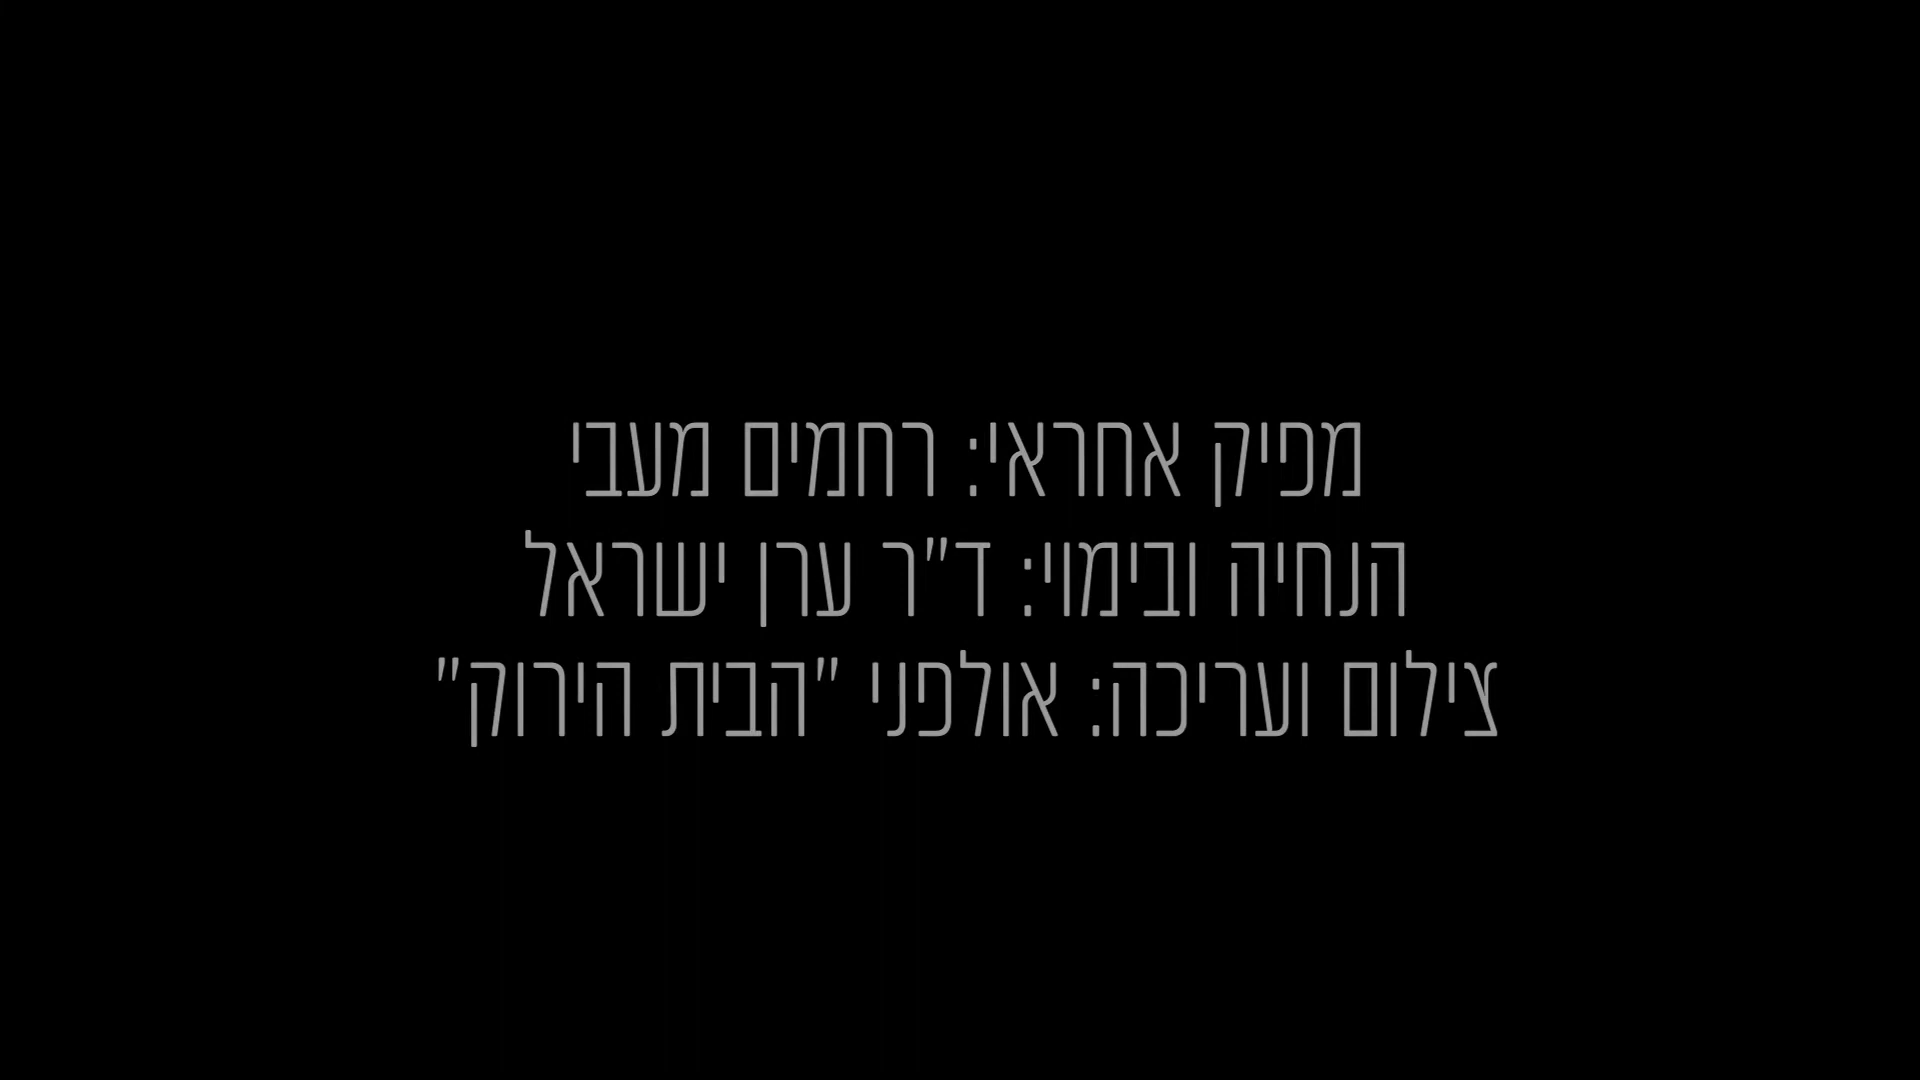 מפיק אחראי: רחמים מעבי
הנחיה ובימוי: ד"ר ערן ישראל
צילום ועריכה: אולפני "הבית הירוק"